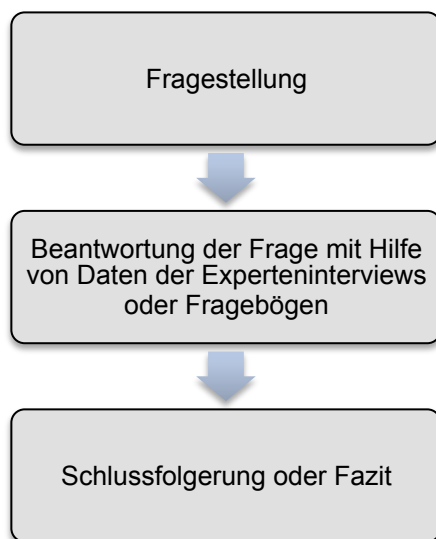 Fragestellung
Beantwortung der Frage mit Hilfe
von Daten der Experteninterviews
oder Fragebögen
Schlussfolgerung oder Fazit